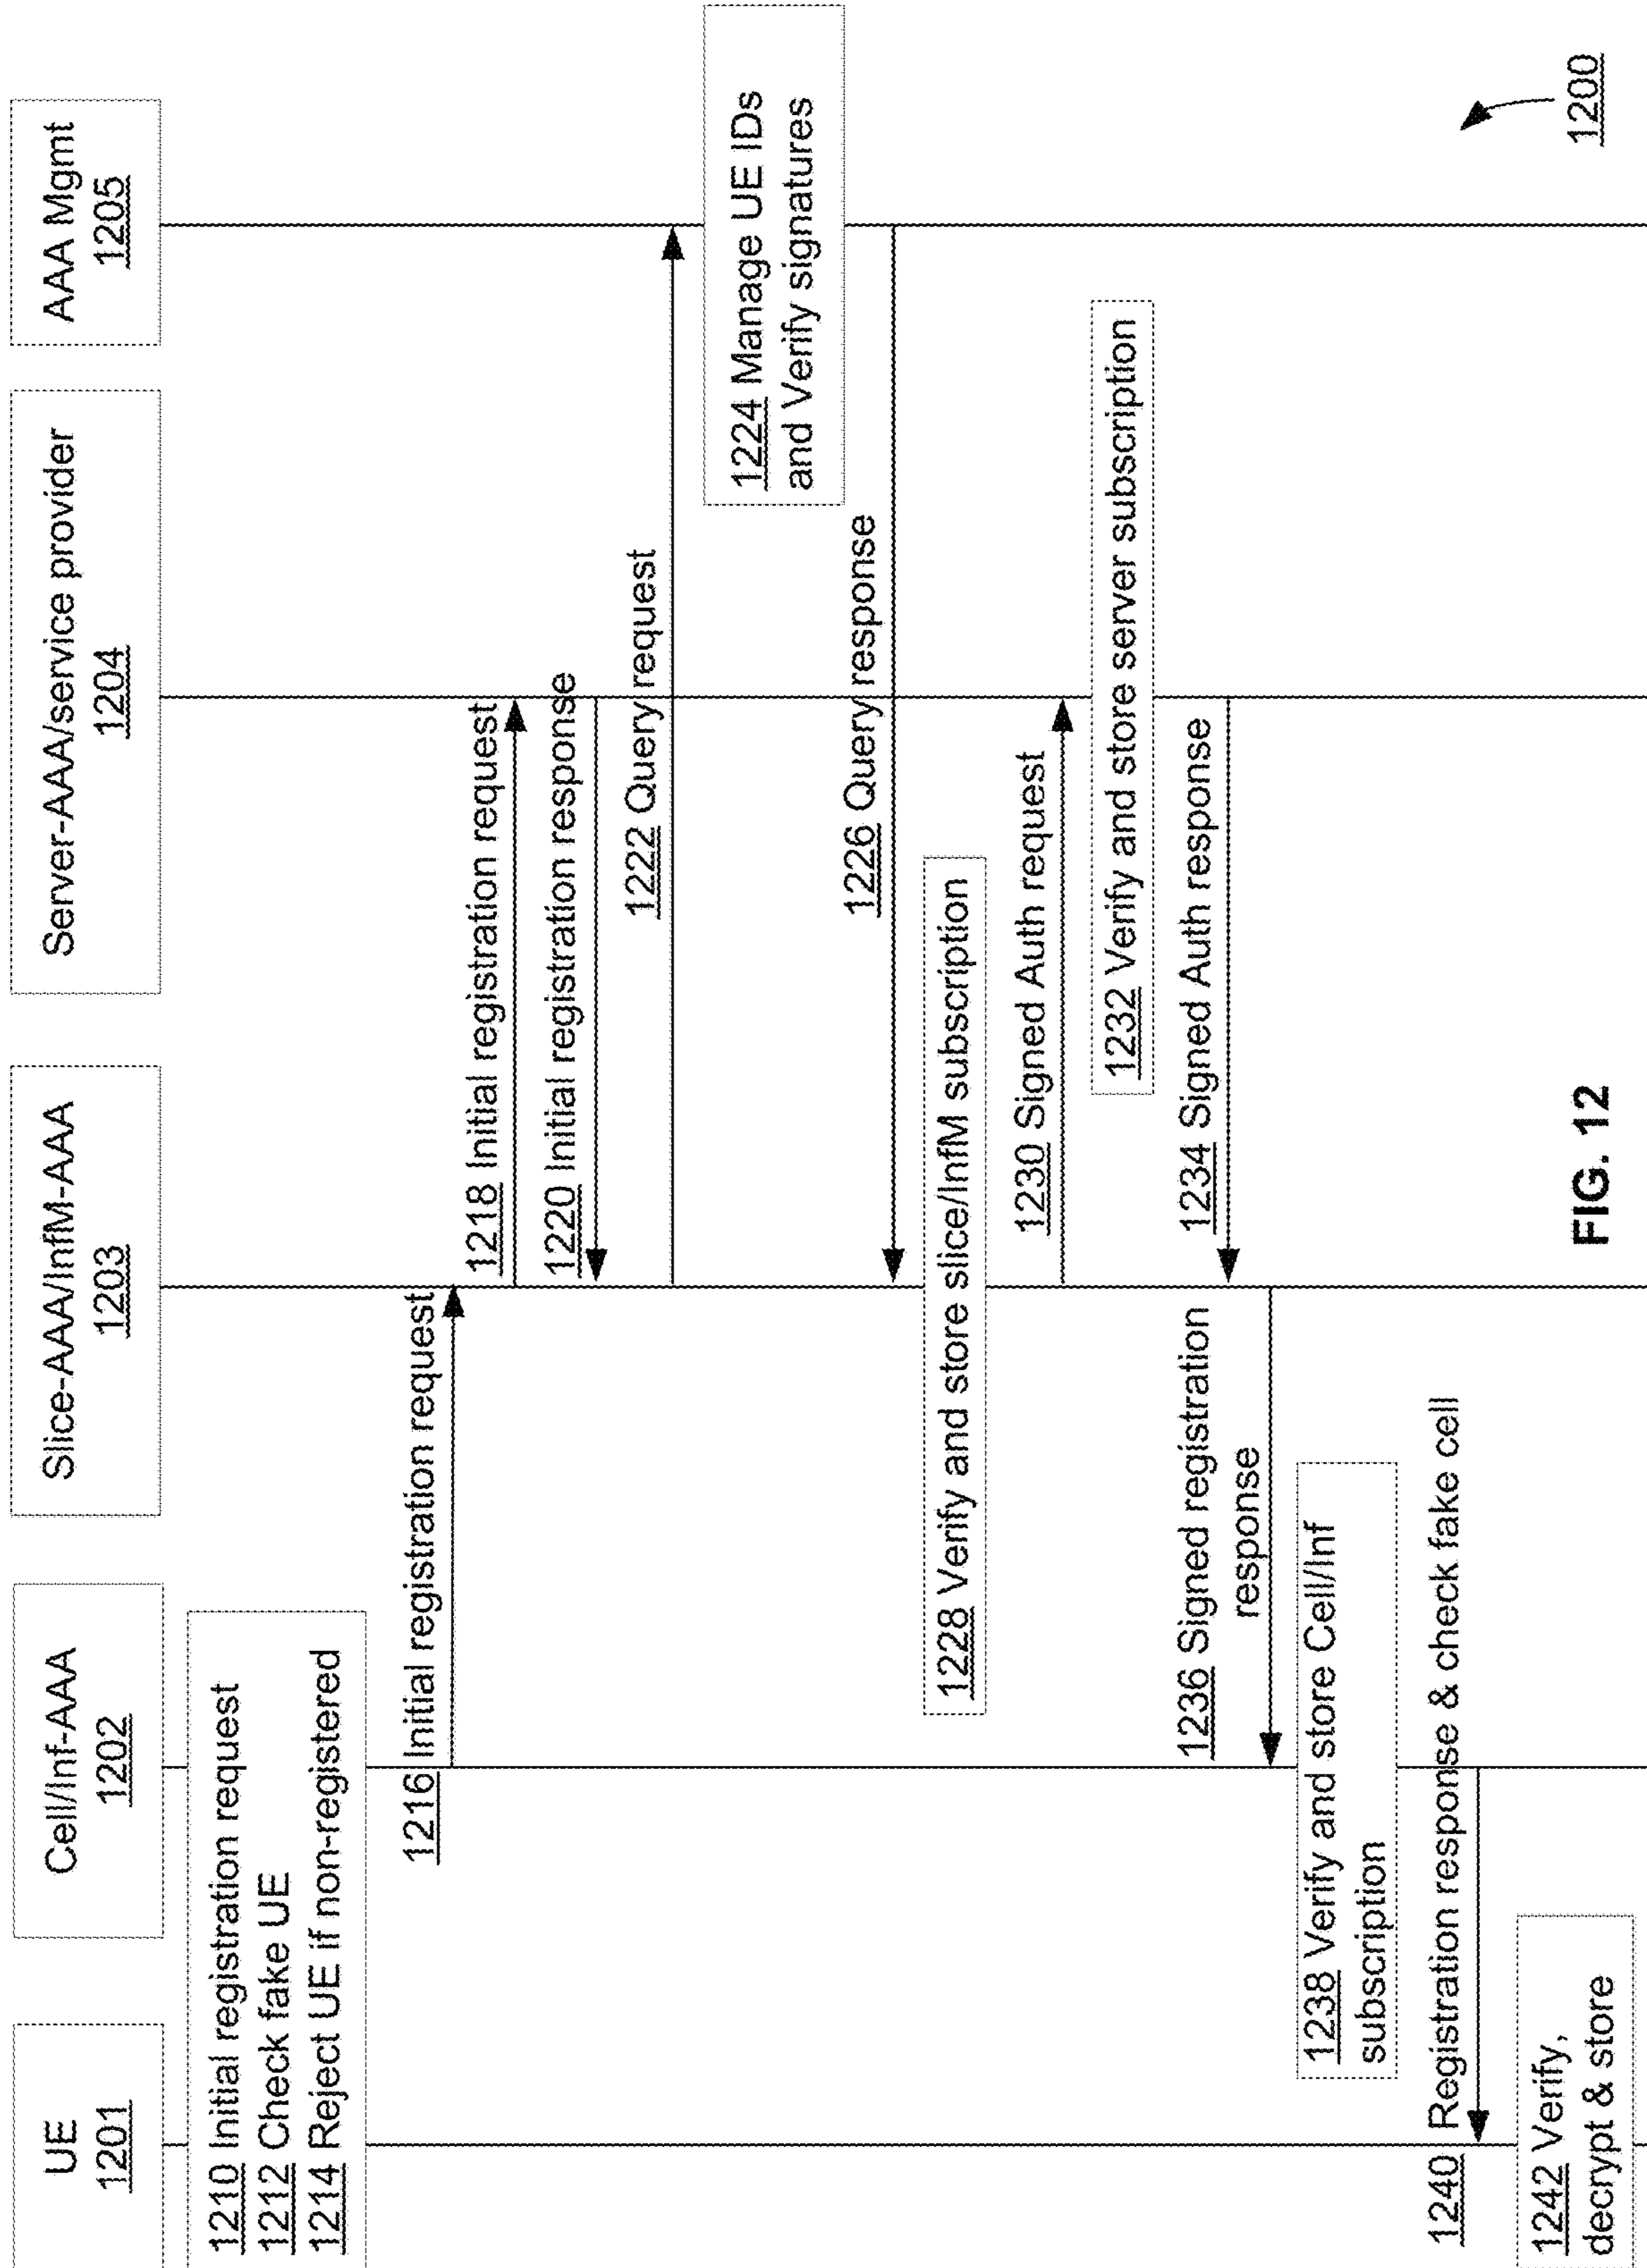 UE
1201
Cell/Inf-AAA
1202
Slice-AAA/InfM-AAA
1203
Server-AAA/service provider
1204
AAA Mgmt
1205
1210 Initial registration request
1212 Check fake UE
1214 Reject UE if non-registered
1216 Initial registration request
1218 Initial registration request
1220 Initial registration response
1222 Query request
1224 Manage UE IDs
and Verify signatures
1226 Query response
1228 Verify and store slice/InfM subscription
1230 Signed Auth request
1232 Verify and store server subscription
1234 Signed Auth response
1236 Signed registration
response
1238 Verify and store Cell/Inf
subscription
1240 Registration response & check fake cell
1242 Verify,
decrypt & store
FIG. 12
1200